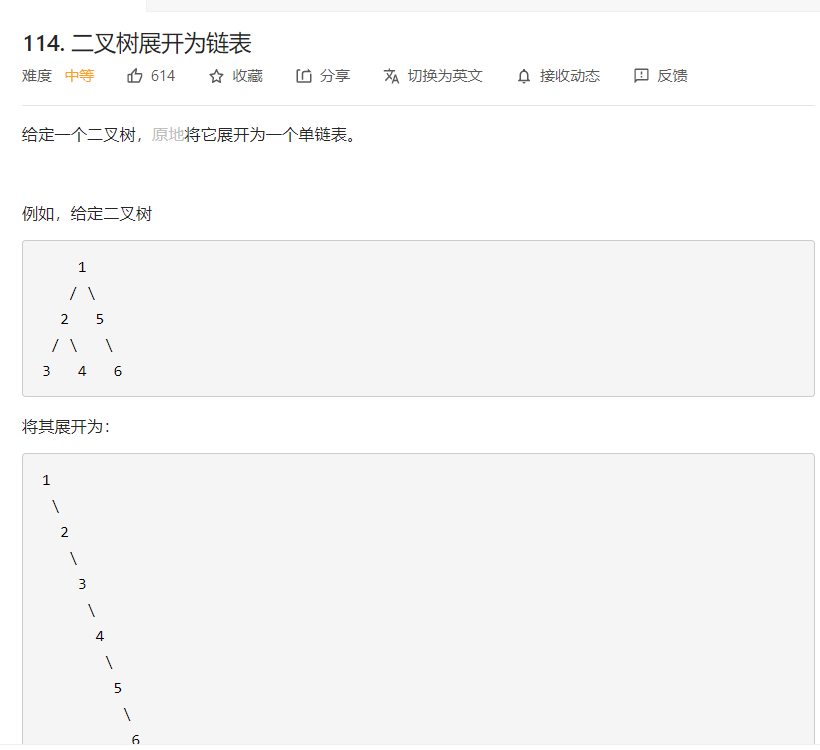 114. 二叉树展开为链表
难度 中等 614 收藏 分享 切换为英文 接收动态 反馈
给定一个二叉树，原地将它展开为一个单链表。
例如，给定二叉树
    1
   / \
  2   5
 / \   \
3   4   6
将其展开为：
1
 \
  2
   \
    3
     \
      4
       \
        5
         \
          6